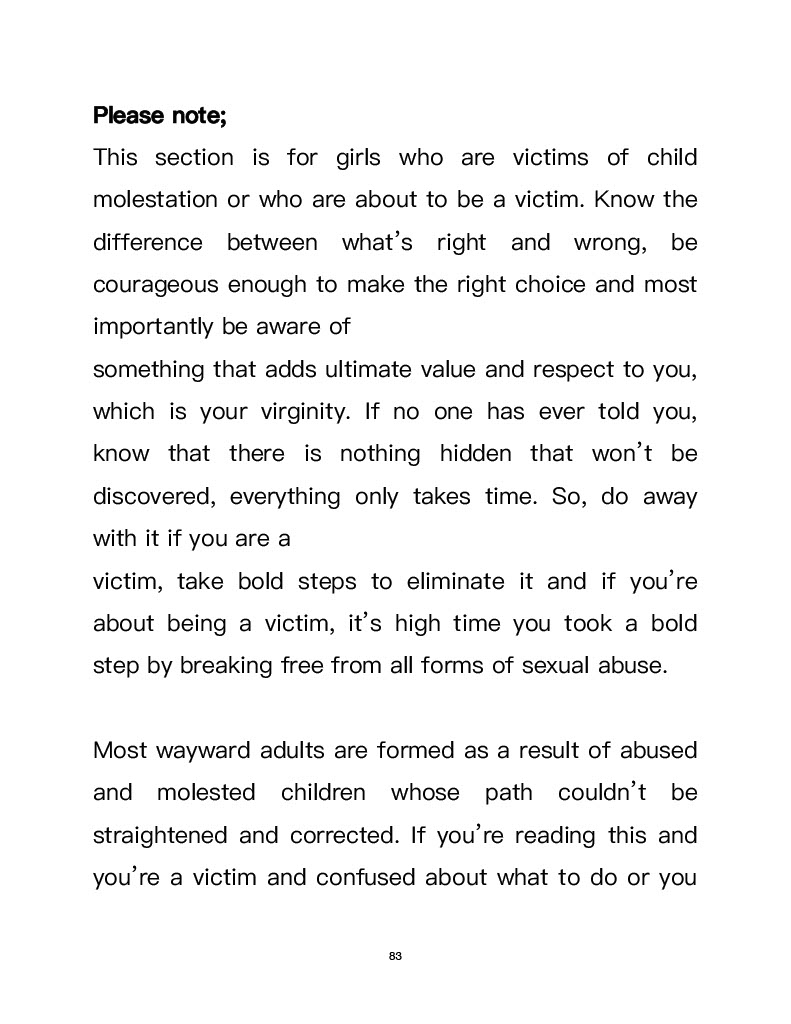 Please note;
This section is for girls who are victims of child
molestation or who are about to be a victim. Know the
difference between what’s right and wrong, be
courageous enough to make the right choice and most
importantly be aware of
something that adds ultimate value and respect to you,
which is your virginity. If no one has ever told you,
know that there is nothing hidden that won’t be
discovered, everything only takes time. So, do away
with it if you are a
victim, take bold steps to eliminate it and if you’re
about being a victim, it’s high time you took a bold
step by breaking free from all forms of sexual abuse.
Most wayward adults are formed as a result of abused
and molested children whose path couldn’t be
straightened and corrected. If you’re reading this and
you’re a victim and confused about what to do or you
83